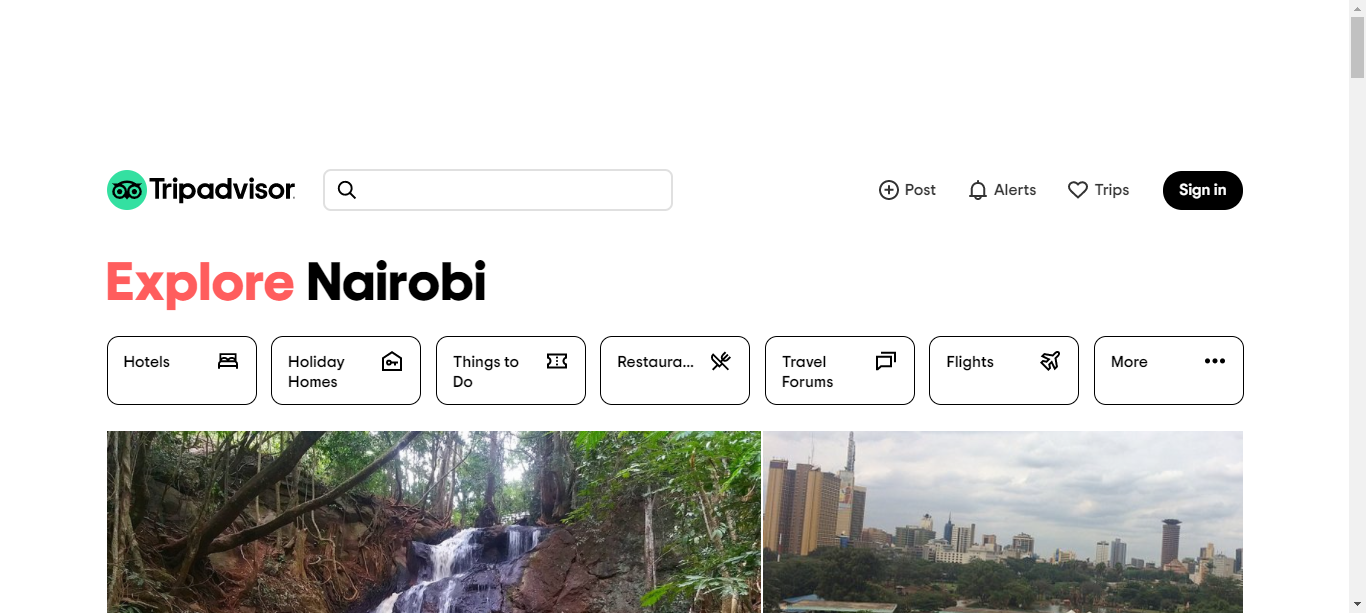 Tripadvisor
Post
Alerts
Trips
Sign in
Explore Nairobi
Hotels
Holiday
Homes
Things to
Do
Restaura...
Travel
Forums
Flights
More